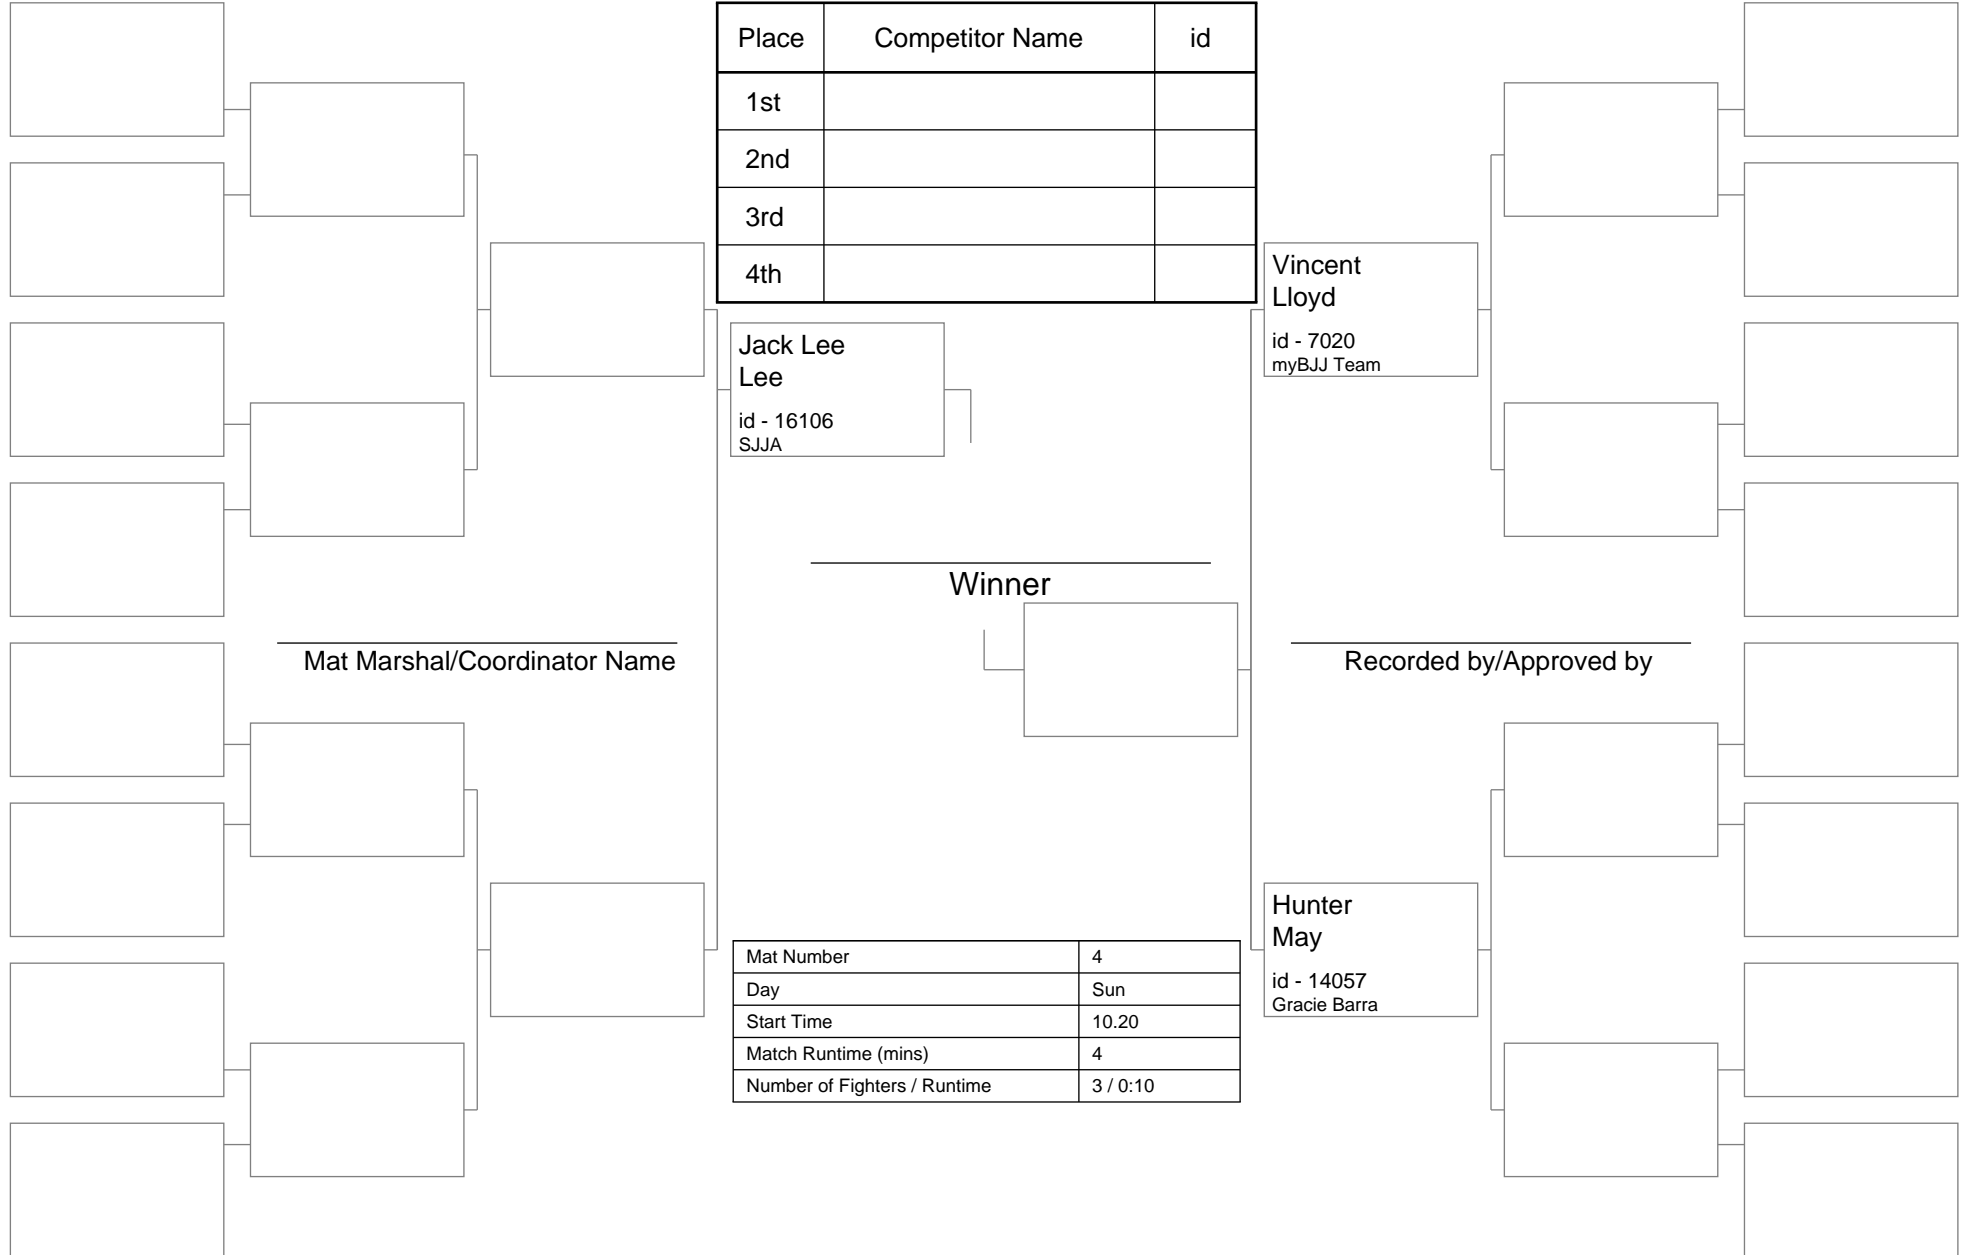 Place Competitor Name id
1st
2nd
3rd
4th
Vincent
Lloyd
id - 7020
myBJJ Team
Jack Lee
Lee
id - 16106
SJJA
Winner
Mat Marshal/Coordinator Name
Recorded by/Approved by
Hunter
May
id - 14057
Gracie Barra
Mat Number 4
Day Sun
Start Time 10.20
Match Runtime (mins) 4
Number of Fighters / Runtime 3 / 0:10